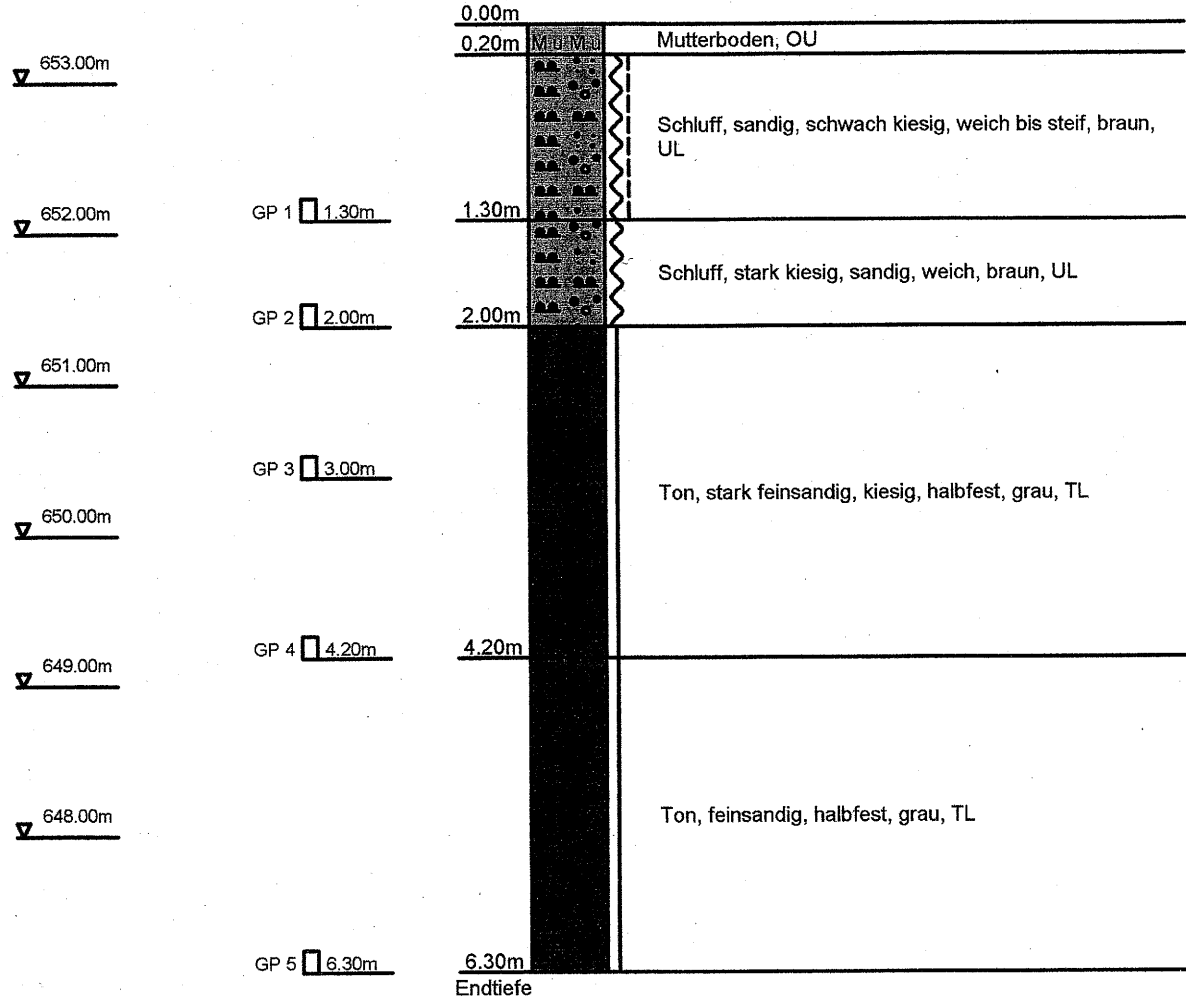 0.00m
0.20m
Mu Mu
Mutterboden, OU
653.00m
Schluff, sandig, schwach kiesig, weich bis steif, braun,
UL
652.00m
GP 1
1.30m
1.30m
Schluff, stark kiesig, sandig, weich, braun, UL
GP 2
2.00m
2.00m
651.00m
GP 3
3.00m
Ton, stark feinsandig, kiesig, halbfest, grau, TL
650.00m
GP 4
4.20m
4.20m
649.00m
648.00m
Ton, feinsandig, halbfest, grau, TL
GP 5
6.30m
6.30m
Endtiefe